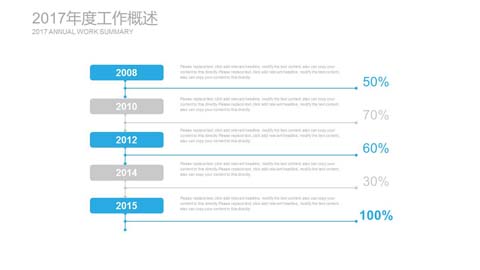 2017年度工作概述
2017 ANNUAL WORK SUMMARY
2008
Please replace text, click add relevant headline, modify the text content, also can copy your content to this directly. Please replace text, click add relevant headline, modify the text content, also can copy your content to this directly.
50%
2010
Please replace text, click add relevant headline, modify the text content, also can copy your content to this directly. Please replace text, click add relevant headline, modify the text content, also can copy your content to this directly.
70%
2012
Please replace text, click add relevant headline, modify the text content, also can copy your content to this directly. Please replace text, click add relevant headline, modify the text content, also can copy your content to this directly.
60%
2014
Please replace text, click add relevant headline, modify the text content, also can copy your content to this directly. Please replace text, click add relevant headline, modify the text content, also can copy your content to this directly.
30%
2015
Please replace text, click add relevant headline, modify the text content, also can copy your content to this directly. Please replace text, click add relevant headline, modify the text content, also can copy your content to this directly.
100%